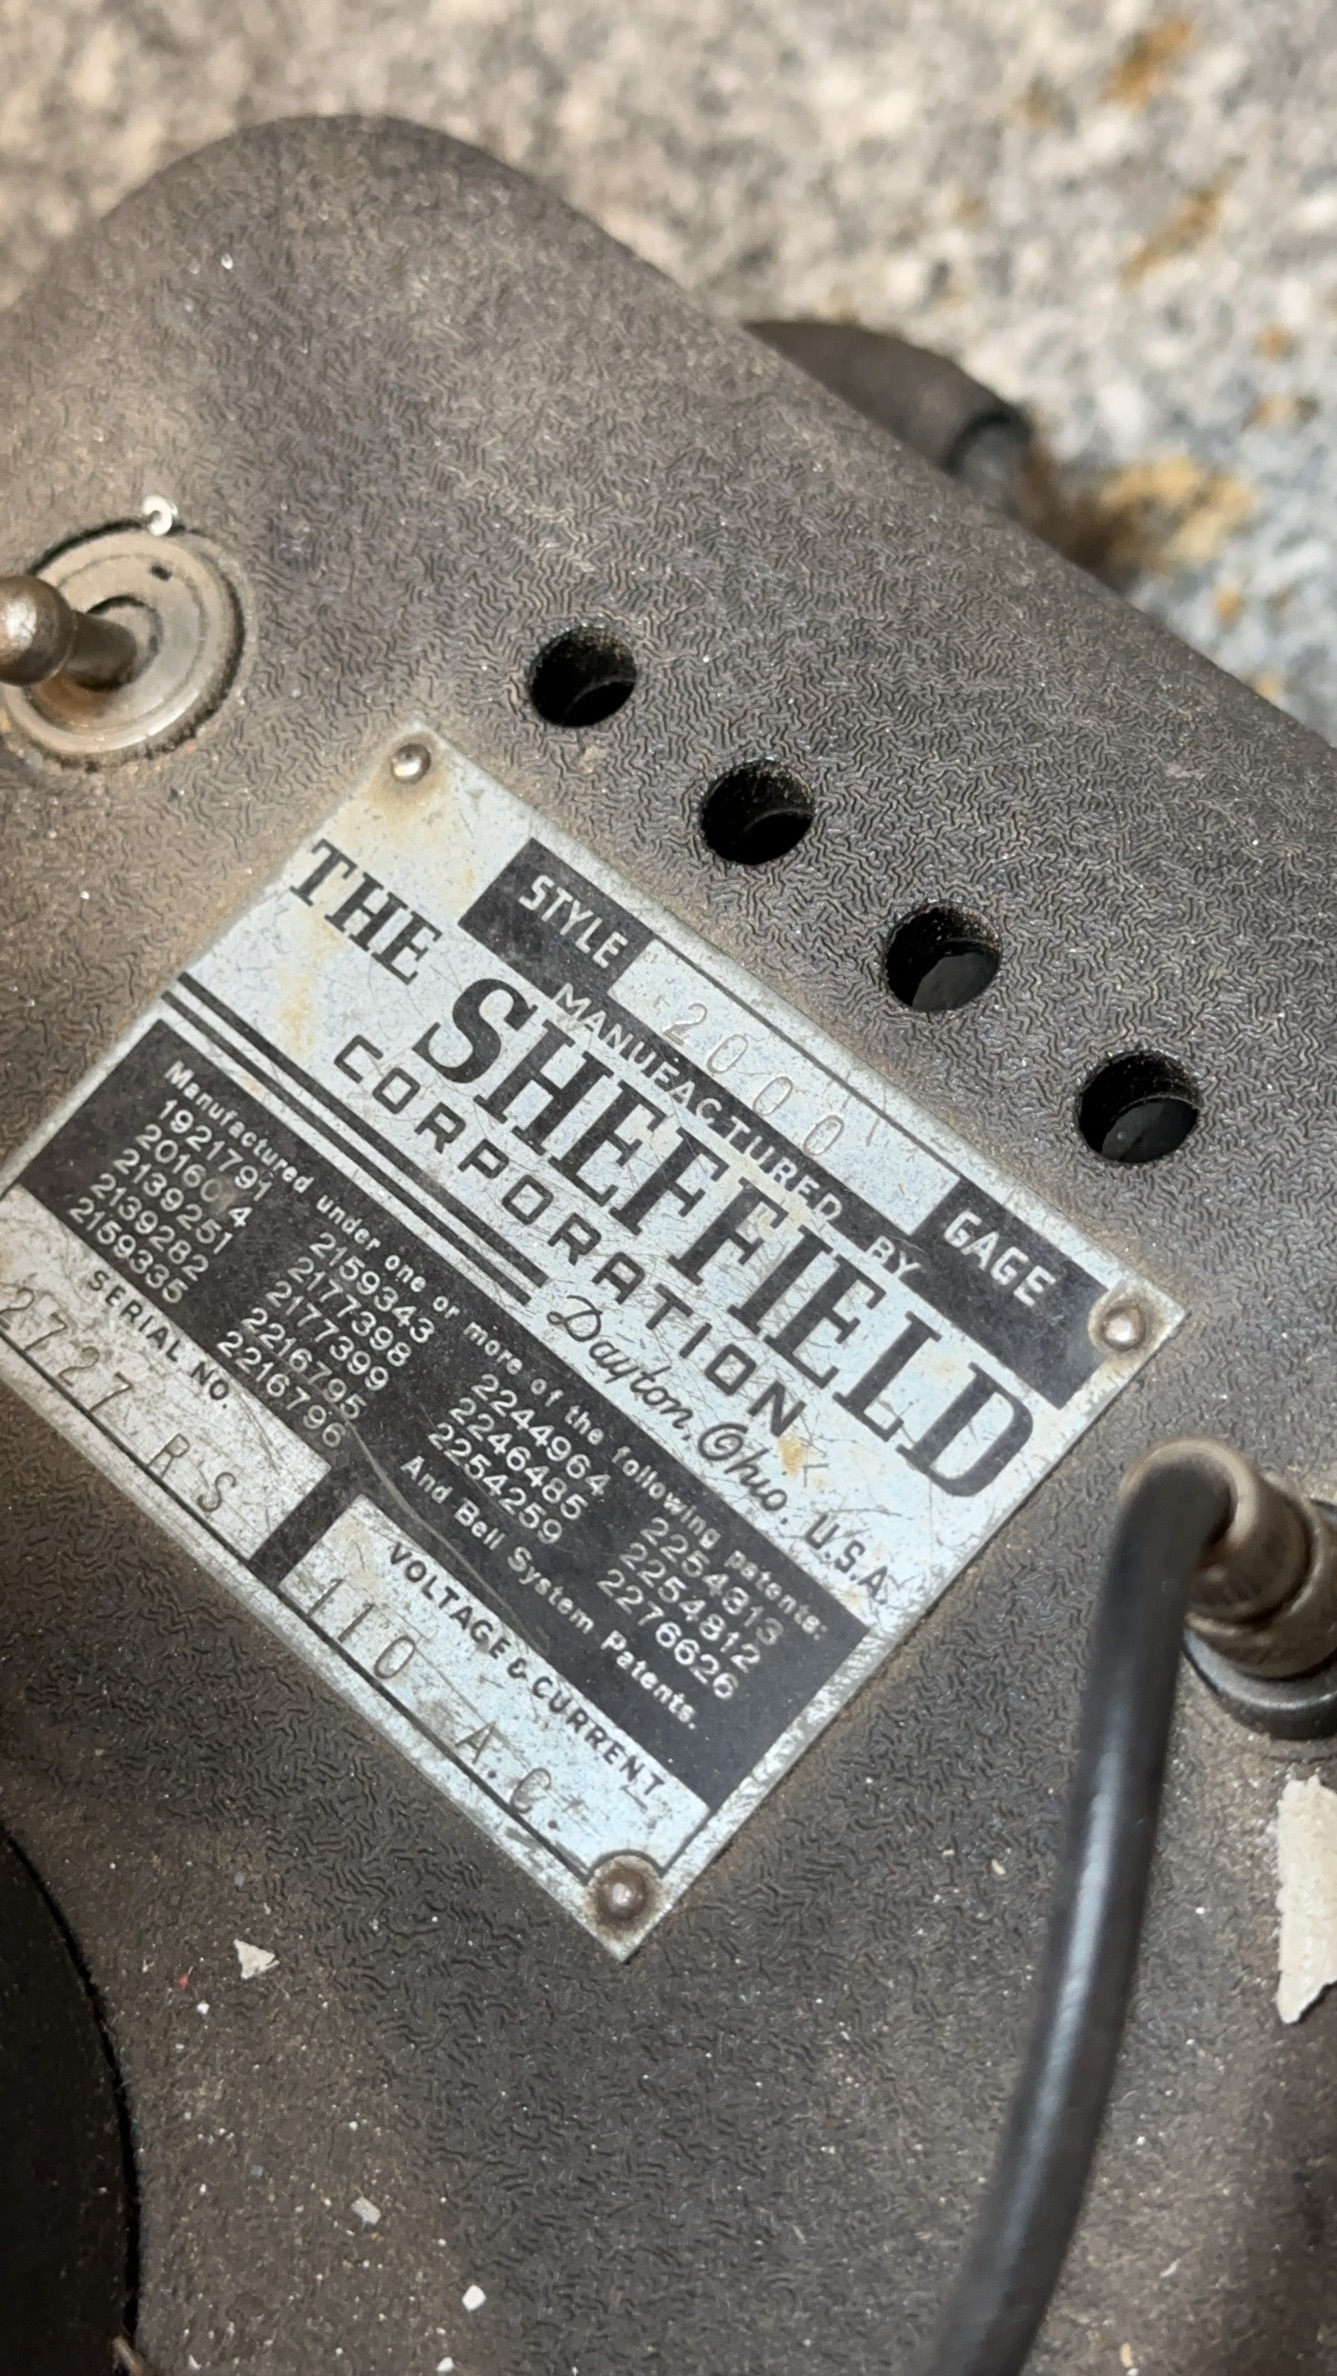 STYLE 2000 GAGE
MANUFACTURED BY
THE SHEFFIELD
CORPORATION
Dayton, Ohio. U.S.A.
Manufactured under one or more of the following patents:
1921791 2159343 2244964 2254313
2177398 2246485 2254812
2139251 2177399 2254259 2276626
2139282 2216795 And Bell System Patents.
2159335 2216796
SERIAL NO. VOLTAGE & CURRENT
2727 RS 110 A.C.